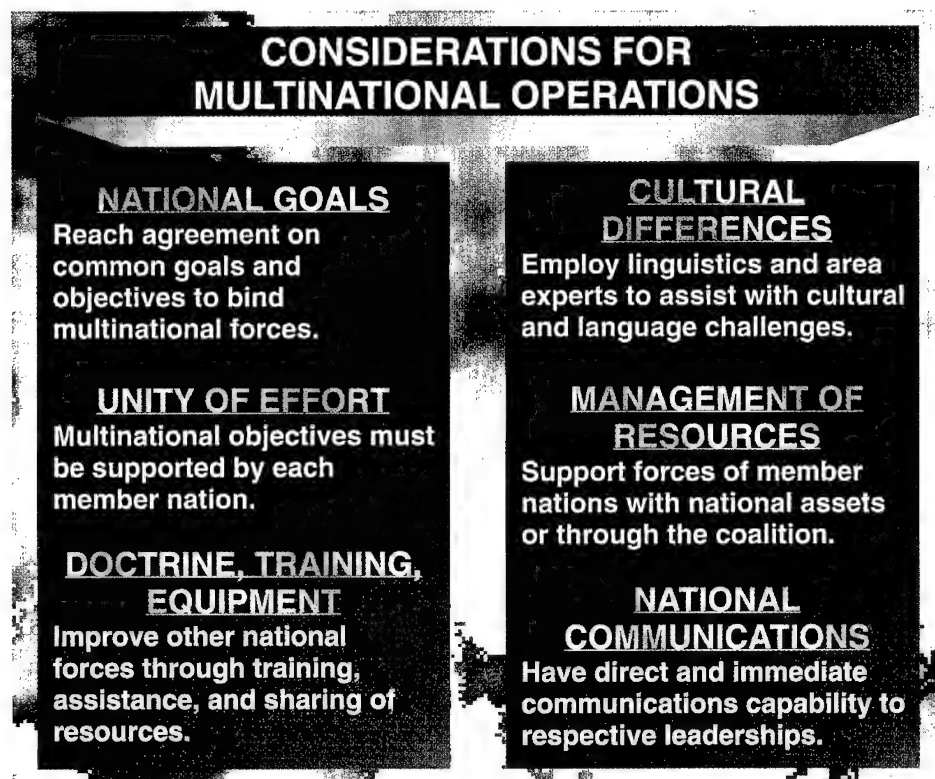 CONSIDERATIONS FOR
MULTINATIONAL OPERATIONS
NATIONAL GOALS
Reach agreement on
common goals and
objectives to bind
multinational forces.
UNITY OF EFFORT
Multinational objectives must
be supported by each
member nation.
DOCTRINE, TRAINING,
EQUIPMENT
Improve other national
forces through training,
assistance, and sharing of
resources.
CULTURAL
DIFFERENCES
Employ linguistics and area
experts to assist with cultural
and language challenges.
MANAGEMENT OF
RESOURCES
Support forces of member
nations with national assets
or through the coalition.
NATIONAL
COMMUNICATIONS
Have direct and immediate
communications capability to
respective leaderships.